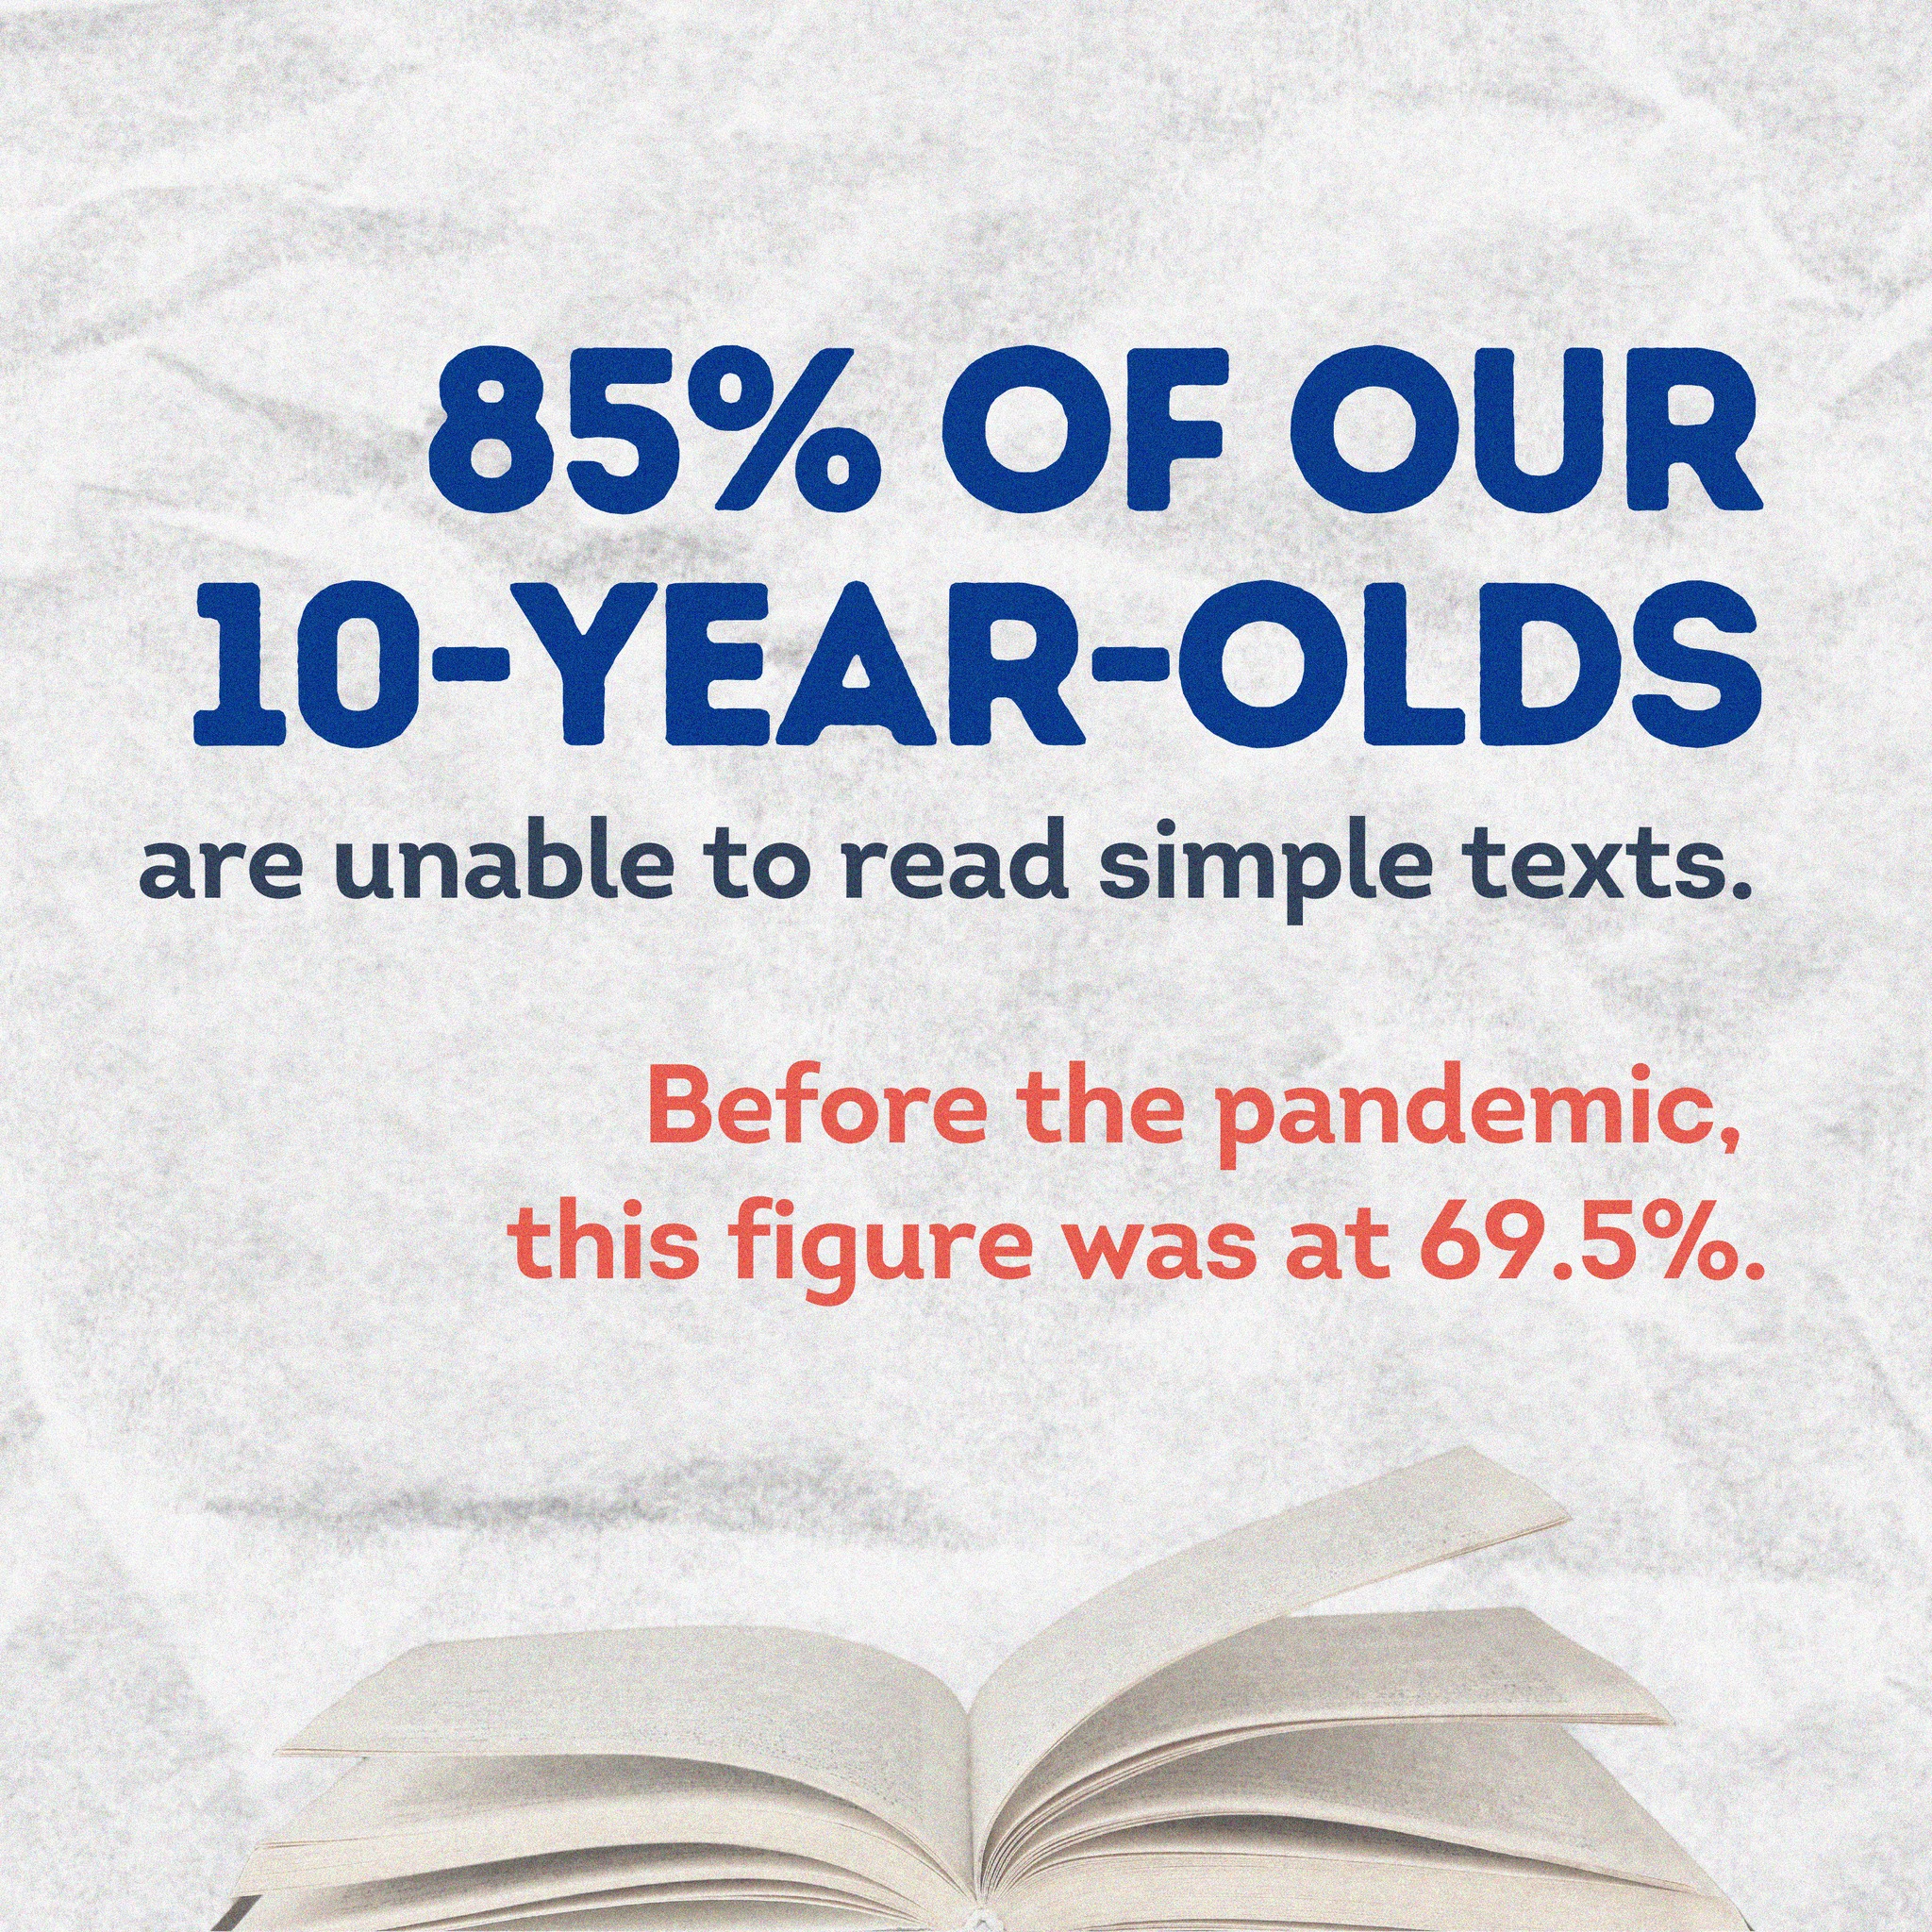 85% OF OUR
10-YEAR-OLDS
are unable to read simple texts.
Before the pandemic,
this figure was at 69.5%.